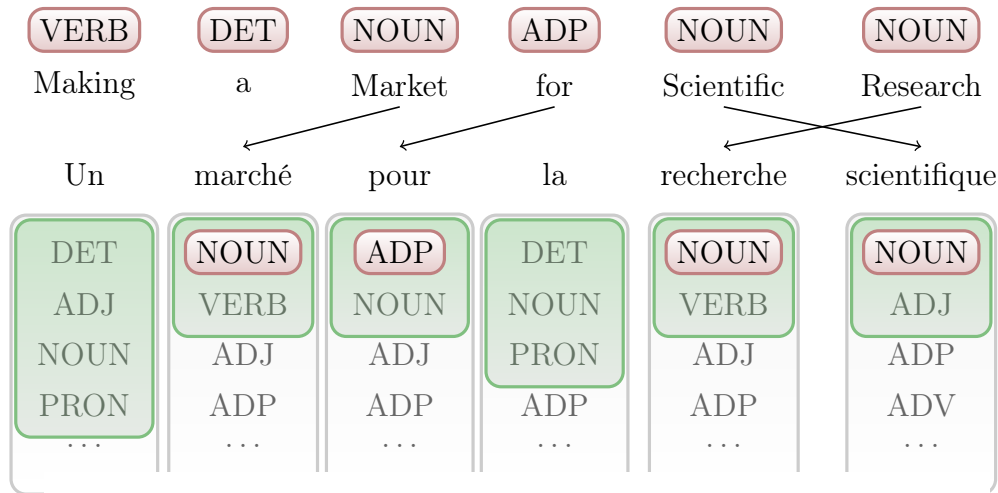 VERB DET NOUN ADP NOUN NOUN
Making a Market for Scientific Research
Un marché pour la recherche scientifique
DET NOUN ADP DET NOUN NOUN
ADJ VERB NOUN NOUN VERB ADJ
NOUN ADJ ADJ PRON ADJ ADP
PRON ADP ADP ADP ADP ADV
... ... ... ... ... ...